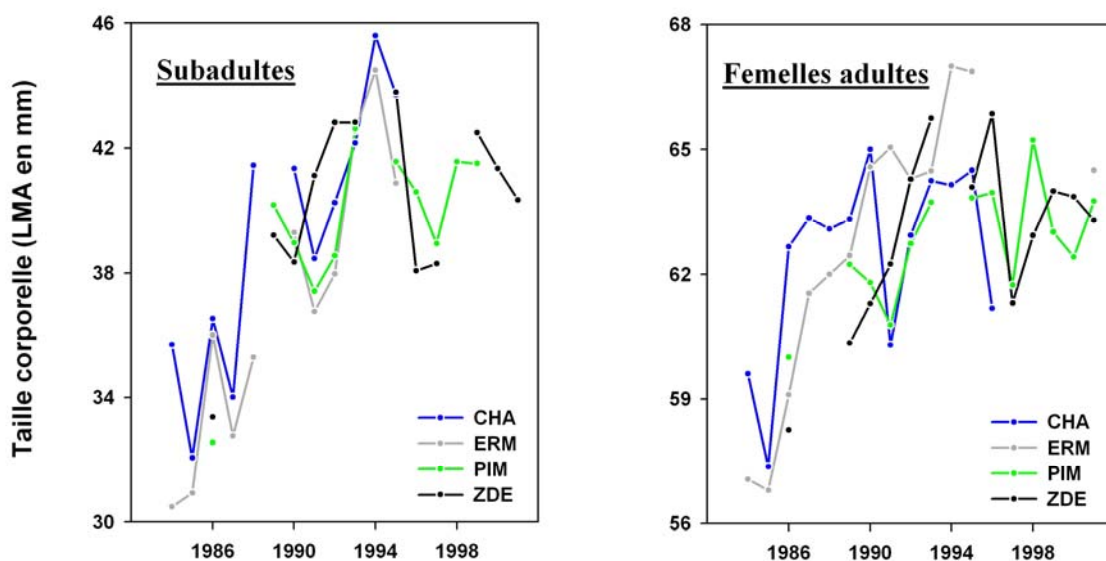 Taille corporelle (LMA en mm)
Subadultes
46
42
38
34
30
1986
1990
1994
1998
CHA
ERM
PIM
ZDE
Femelles adultes
68
65
62
59
56
1986
1990
1994
1998
CHA
ERM
PIM
ZDE